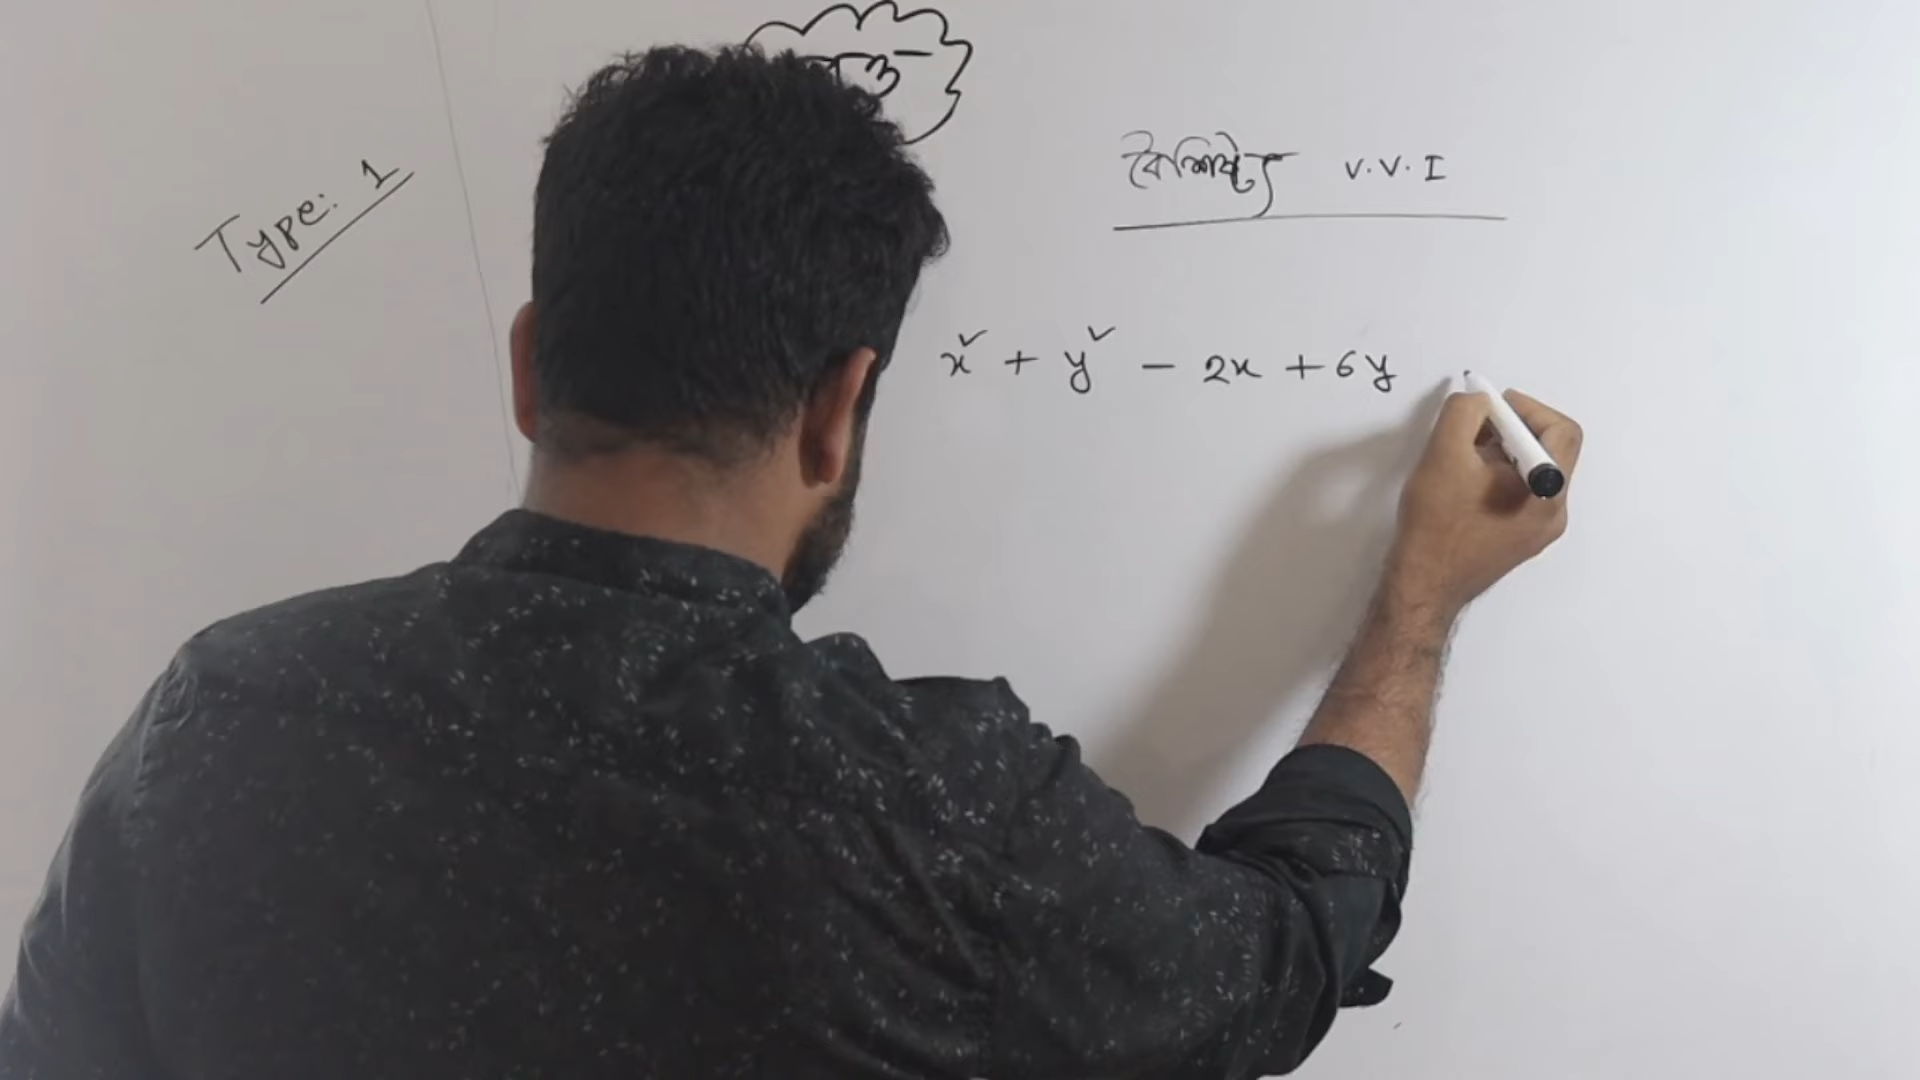 Type: 1
বৈশিষ্ট্য V.V.I
x² + y² - 2x + 6y